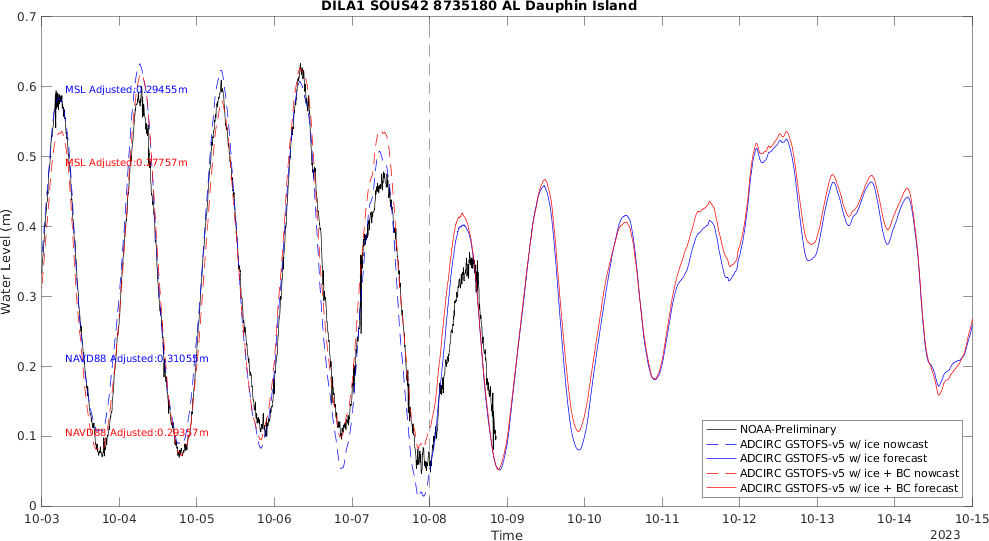 DILA1 SOUS42 8735180 AL Dauphin Island
0.7
0.6
0.5
0.4
0.3
0.2
0.1
0
Water Level (m)
MSL Adjusted:0.29455m
MSL Adjusted:0.27757m
NAVD88 Adjusted:0.31055m
NAVD88 Adjusted:0.29357m
NOAA-Preliminary
ADCIRC GSTOFS-v5 w/ ice nowcast
ADCIRC GSTOFS-v5 w/ ice forecast
ADCIRC GSTOFS-v5 w/ ice + BC nowcast
ADCIRC GSTOFS-v5 w/ ice + BC forecast
10-03 10-04 10-05 10-06 10-07 10-08 10-09 10-10 10-11 10-12 10-13 10-14 10-15
Time
2023